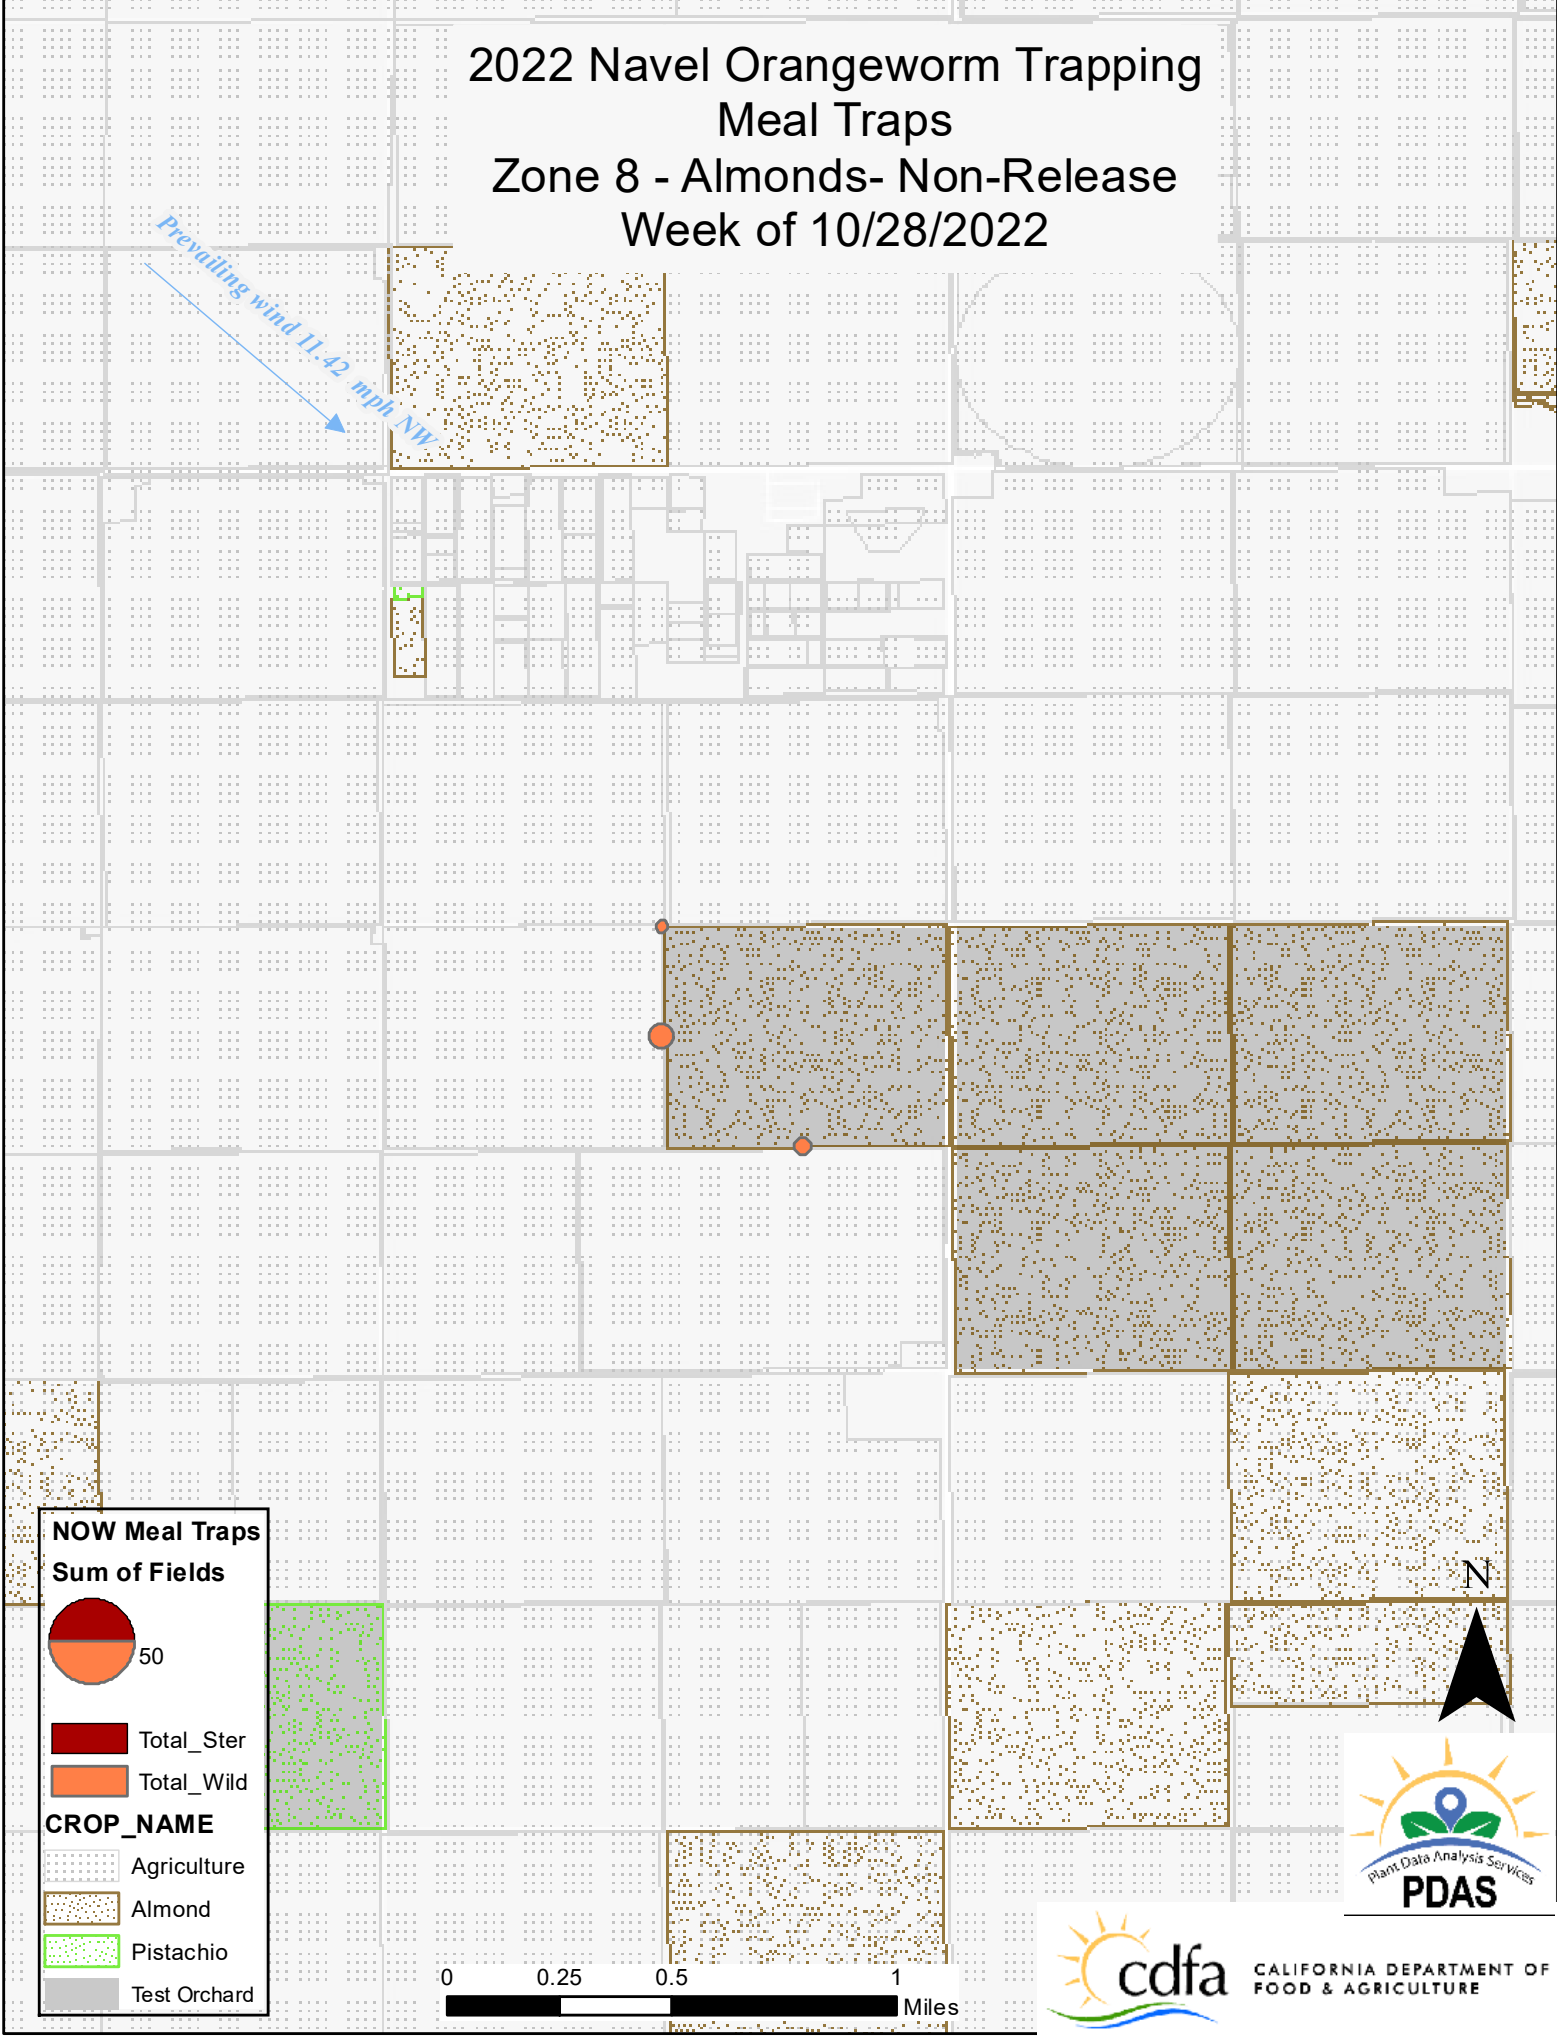 2022 Navel Orangeworm Trapping
Meal Traps
Zone 8 - Almonds- Non-Release
Week of 10/28/2022
Prevailing wind 11.42 mph NW
NOW Meal Traps
Sum of Fields
50
Total_Ster
Total_Wild
CROP_NAME
Agriculture
Almond
Pistachio
Test Orchard
0 0.25 0.5 1
Miles
N
Plant Data Analysis Services
PDAS
cdfa
CALIFORNIA DEPARTMENT OF
FOOD & AGRICULTURE